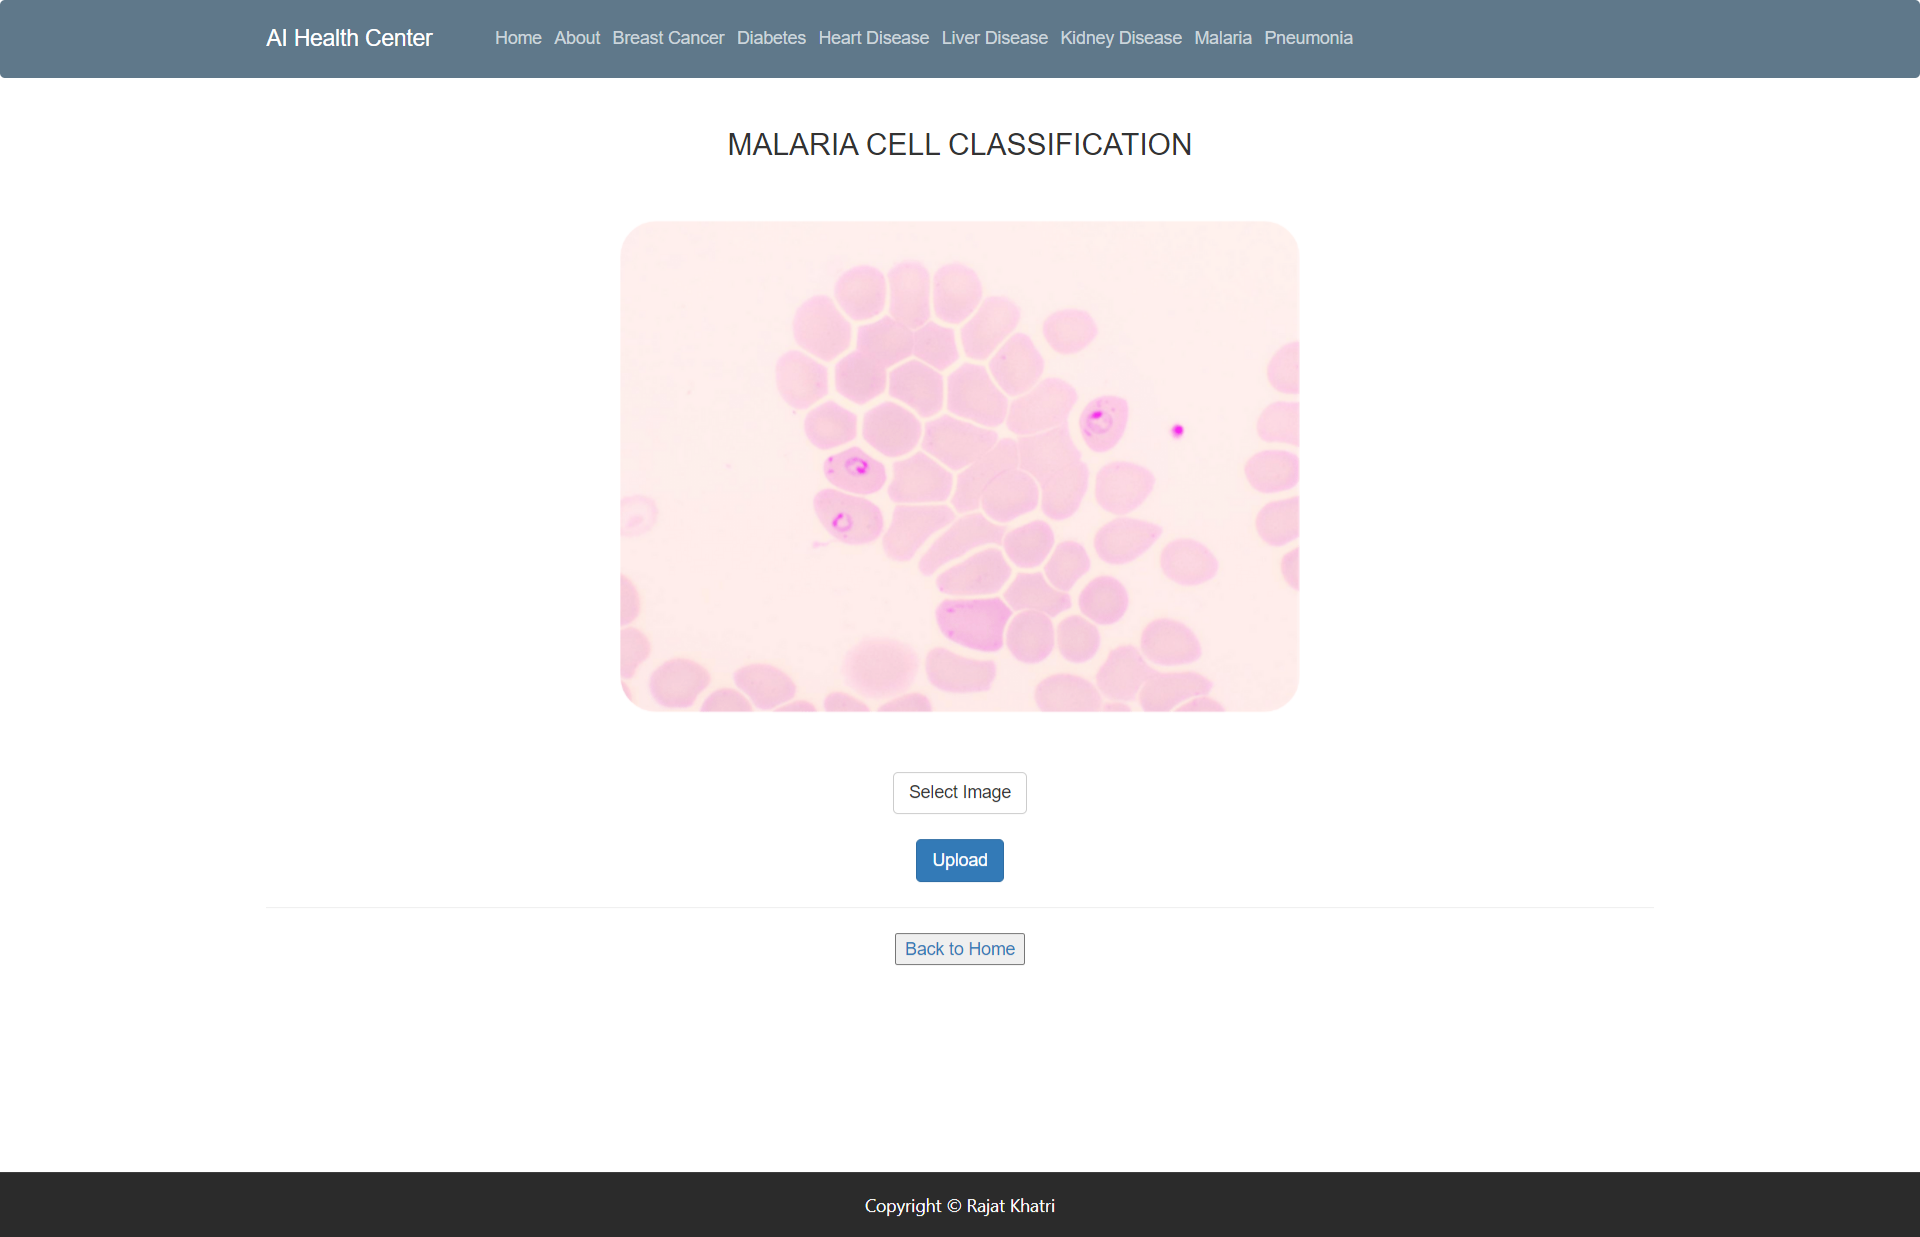 AI Health Center Home About Breast Cancer Diabetes Heart Disease Liver Disease Kidney Disease Malaria Pneumonia
MALARIA CELL CLASSIFICATION
Select Image
Upload
Back to Home
Copyright © Rajat Khatri